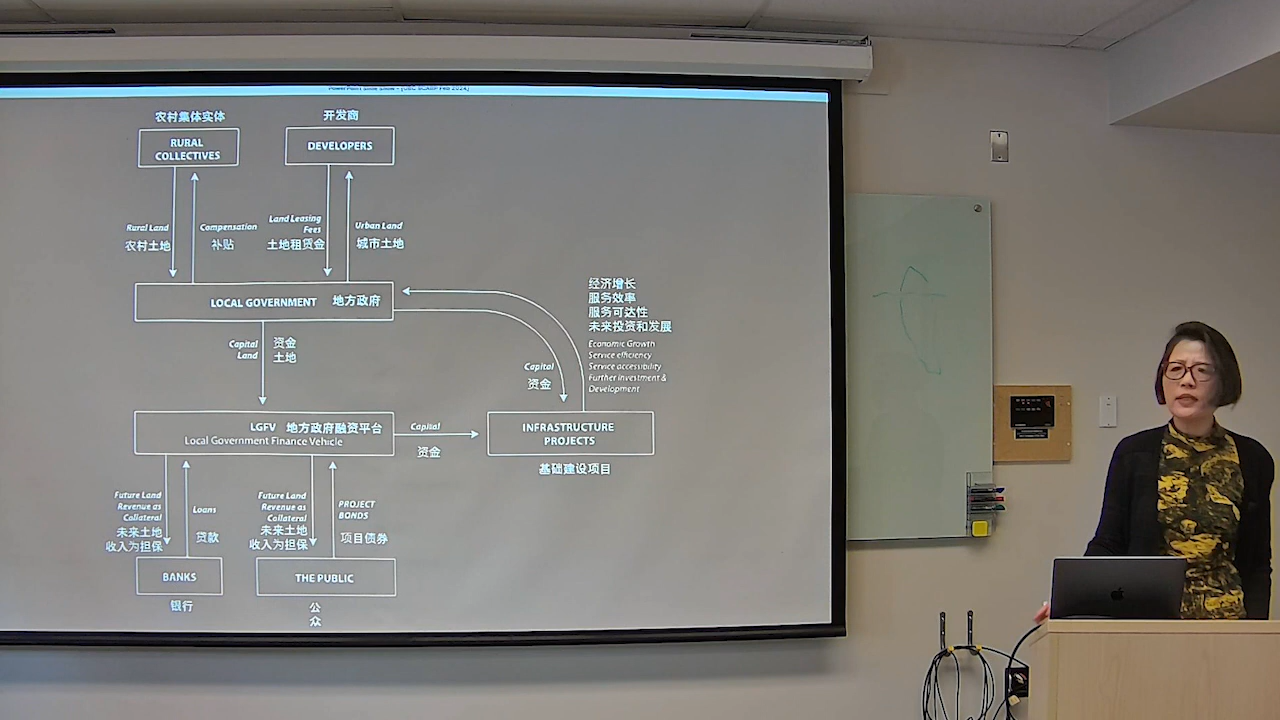 PowerPoint Slide Show - [UBC SCARP Feb 2024]
农村集体实体
RURAL
COLLECTIVES
开发商
DEVELOPERS
Rural Land
农村土地
Compensation
补贴
Land Leasing
Fees
土地租赁金
Urban Land
城市土地
LOCAL GOVERNMENT 地方政府
经济增长
服务效率
服务可达性
未来投资和发展
Economic Growth
Service efficiency
Service accessibility
Further Investment &
Development
Capital
Land
资金
土地
Capital
资金
LGFV 地方政府融资平台
Local Government Finance Vehicle
Capital
资金
INFRASTRUCTURE
PROJECTS
基础建设项目
Future Land
Revenue as
Collateral
未来土地
收入为担保
Loans
贷款
Future Land
Revenue as
Collateral
未来土地
收入为担保
PROJECT
BONDS
项目债券
BANKS
银行
THE PUBLIC
公
众